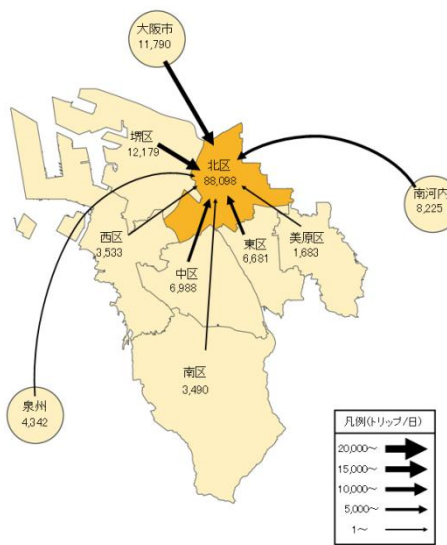 大阪市
11,790
堺区
12,179
北区
88,098
南河内
8,225
西区
3,533
中区
6,988
東区
6,681
美原区
1,683
南区
3,490
泉州
4,342
凡例(トリップ/日)
20,000～
15,000～
10,000～
5,000～
1～